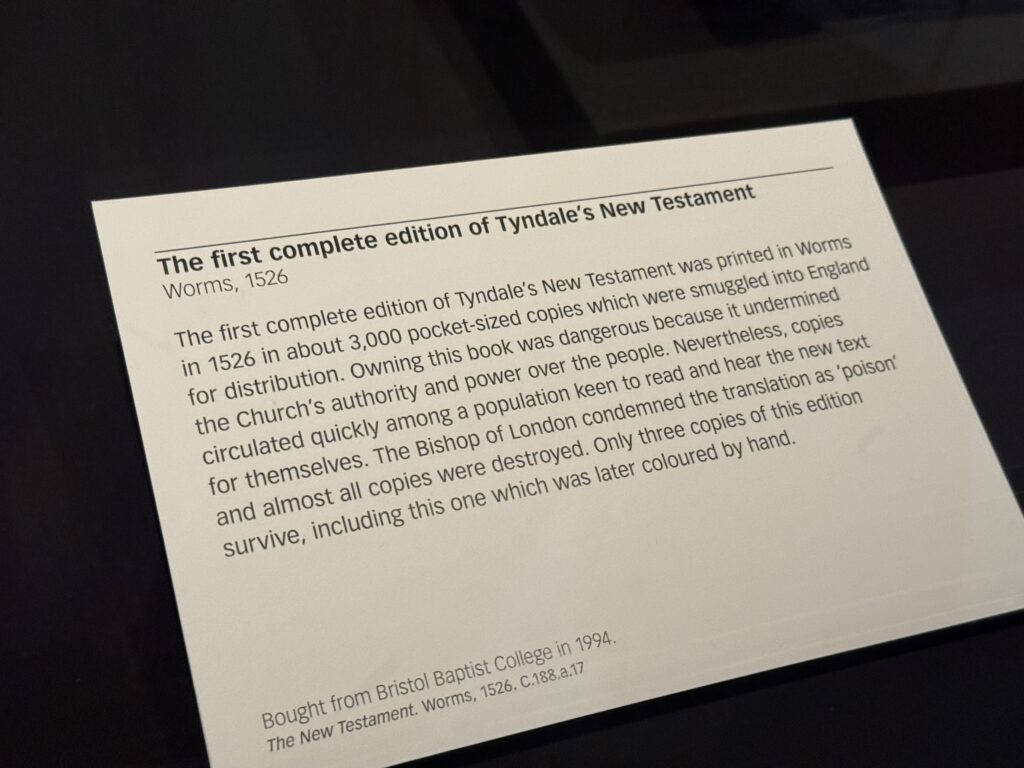 The first complete edition of Tyndale's New Testament
Worms, 1526
The first complete edition of Tyndale's New Testament was printed in Worms
in 1526 in about 3,000 pocket-sized copies which were smuggled into England
for distribution. Owning this book was dangerous because it undermined
the Church's authority and power over the people. Nevertheless, copies
circulated quickly among a population keen to read and hear the new text
for themselves. The Bishop of London condemned the translation as 'poison'
and almost all copies were destroyed. Only three copies of this edition
survive, including this one which was later coloured by hand.
Bought from Bristol Baptist College in 1994.
The New Testament. Worms, 1526. C.188.a.17